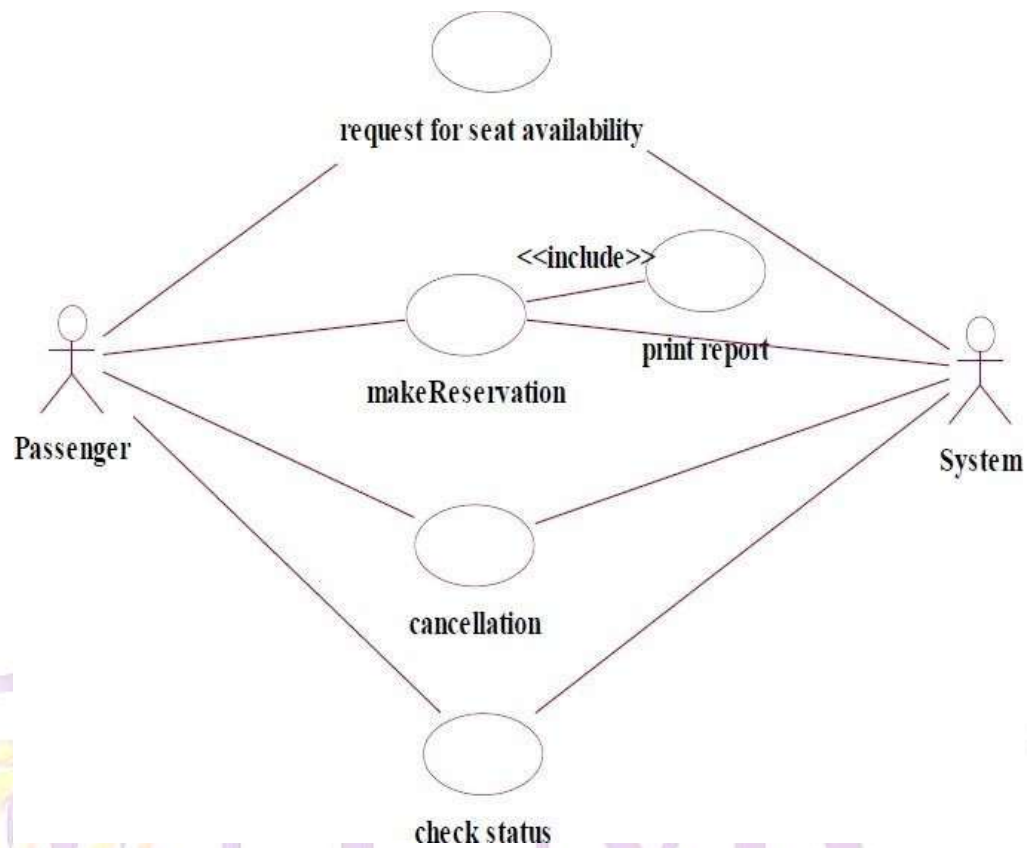 request for seat availability
<<include>>
print report
makeReservation
Passenger
System
cancellation
check status